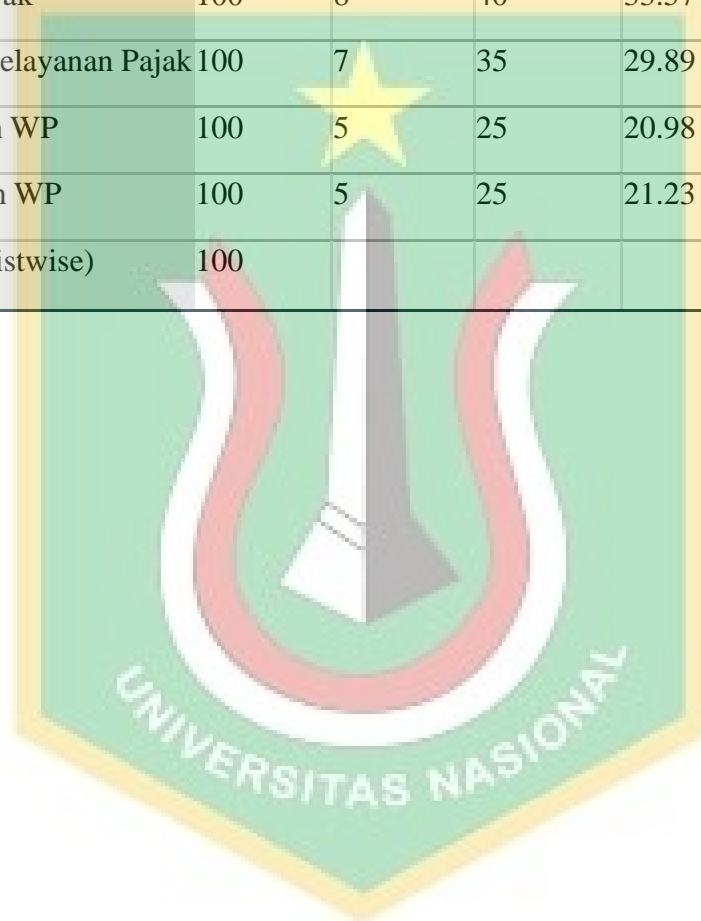 elayanan Pajak 100 7 35 29.89
WP 100 5 25 20.98
WP 100 5 25 21.23
istwise) 100
UNIVERSITAS NASIONAL